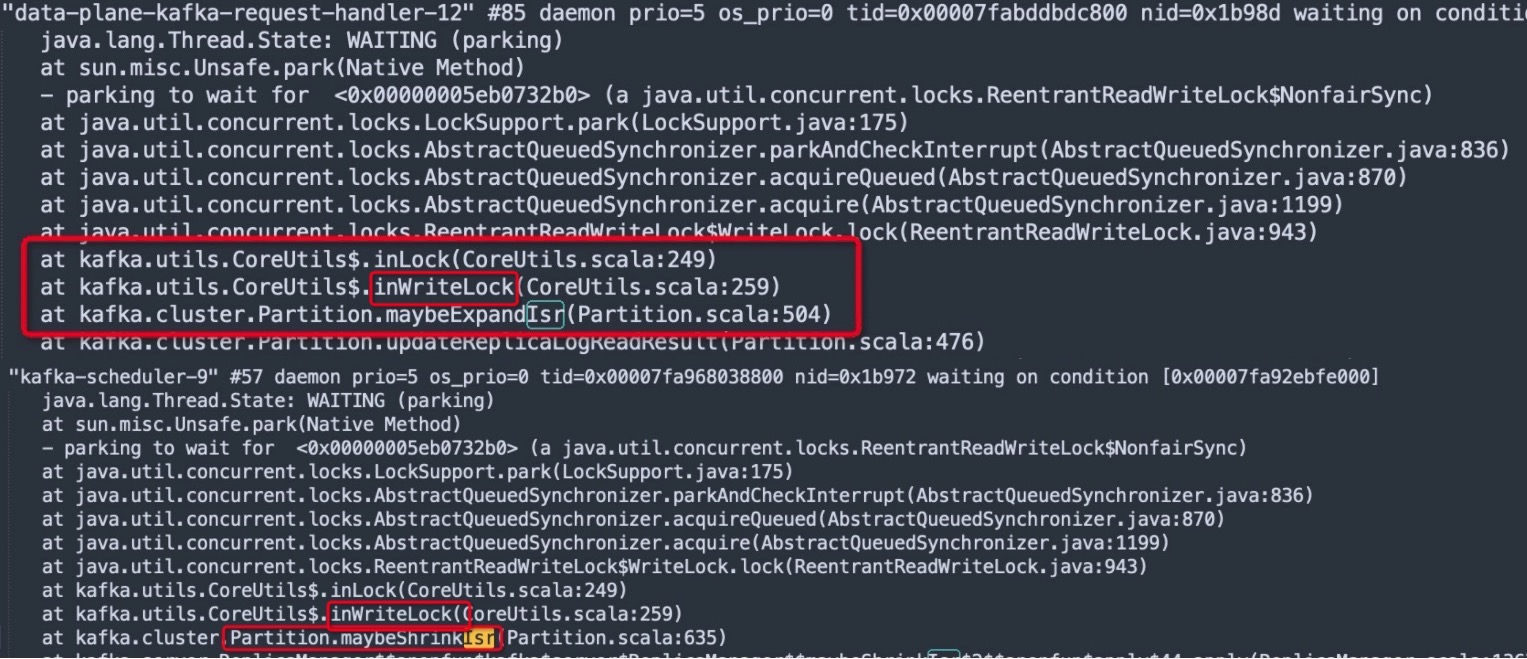 "data-plane-kafka-request-handler-12" #85 daemon prio=5 os_prio=0 tid=0x00007fabddbdc800 nid=0x1b98d waiting on
java.lang.Thread.State: WAITING (parking)
at sun.misc.Unsafe.park(Native Method)
– parking to wait for <0x00000005eb0732b0> (a java.util.concurrent.locks.ReentrantReadWriteLock$NonfairSync)
at java.util.concurrent.locks.LockSupport.park(LockSupport.java:175)
at java.util.concurrent.locks.AbstractQueuedSynchronizer.parkAndCheckInterrupt(AbstractQueuedSynchronizer.java:836)
at java.util.concurrent.locks.AbstractQueuedSynchronizer.acquireQueued(AbstractQueuedSynchronizer.java:870)
at java.util.concurrent.locks.AbstractQueuedSynchronizer.acquire(AbstractQueuedSynchronizer.java:1199)
at java.util.concurrent.locks.ReentrantReadWriteLock$WriteLock.lock(ReentrantReadWriteLock.java:943)
at kafka.utils.CoreUtils$.inLock(CoreUtils.scala:249)
at kafka.utils.CoreUtils$.inWriteLock(CoreUtils.scala:259)
at kafka.cluster.Partition.maybeExpandIsr(Partition.scala:504)
at kafka.cluster.Partition.updateReplicaLogReadResult(Partition.scala:476)
"kafka-scheduler-9" #57 daemon prio=5 os_prio=0 tid=0x00007fa968038800 nid=0x1b972 waiting on condition [0x00007fa92ebfe000]
java.lang.Thread.State: WAITING (parking)
at sun.misc.Unsafe.park(Native Method)
– parking to wait for <0x00000005eb0732b0> (a java.util.concurrent.locks.ReentrantReadWriteLock$NonfairSync)
at java.util.concurrent.locks.LockSupport.park(LockSupport.java:175)
at java.util.concurrent.locks.AbstractQueuedSynchronizer.parkAndCheckInterrupt(AbstractQueuedSynchronizer.java:836)
at java.util.concurrent.locks.AbstractQueuedSynchronizer.acquireQueued(AbstractQueuedSynchronizer.java:870)
at java.util.concurrent.locks.AbstractQueuedSynchronizer.acquire(AbstractQueuedSynchronizer.java:1199)
at java.util.concurrent.locks.ReentrantReadWriteLock$WriteLock.lock(ReentrantReadWriteLock.java:943)
at kafka.utils.CoreUtils$.inLock(CoreUtils.scala:249)
at kafka.utils.CoreUtils$.inWriteLock(CoreUtils.scala:259)
at kafka.cluster.Partition.maybeShrinkIsr(Partition.scala:635)